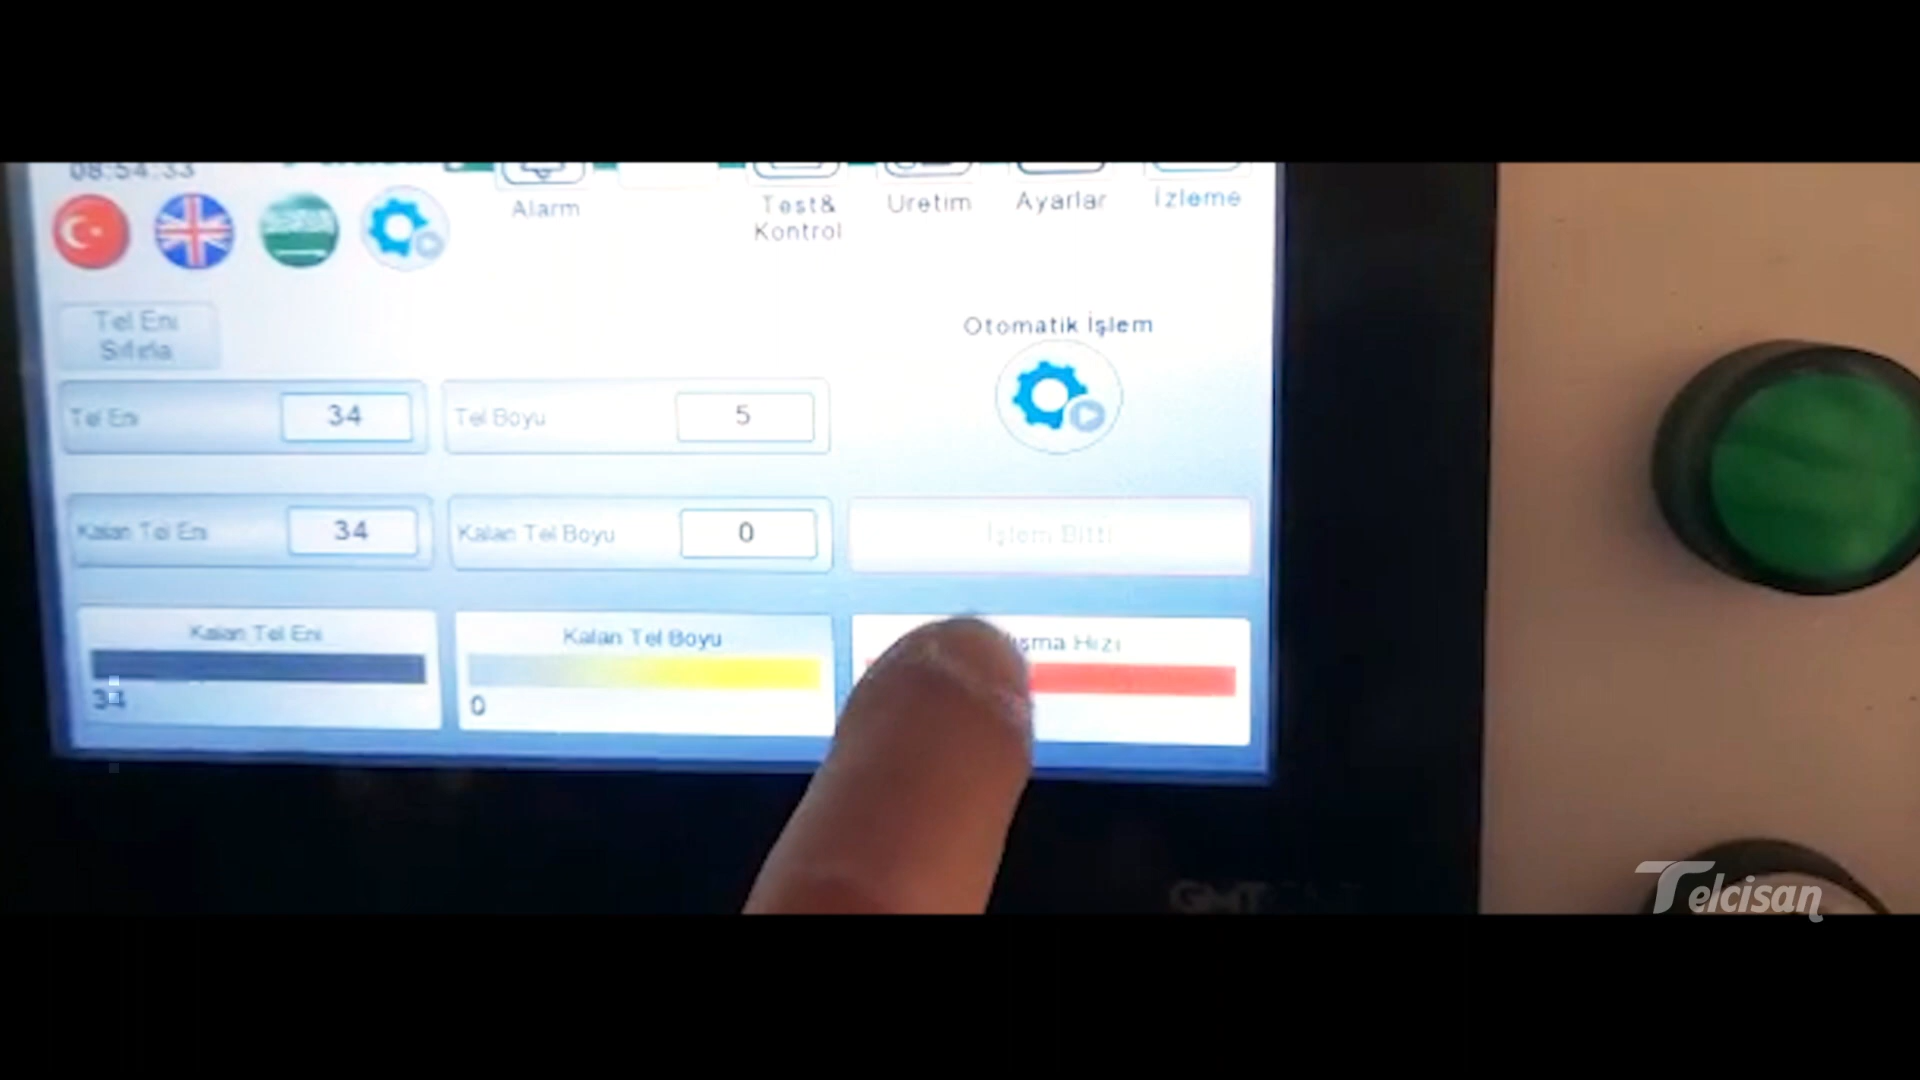 08:54:33
Alarm
Test&
Kontrol
Uretim
Ayarlar
İzleme
Tel Eni
Sıfırla
Otomatik İşlem
Tel Eni
34
Tel Boyu
5
Kalan Tel Eni
34
Kalan Tel Boyu
0
İşlem Bitti
Kalan Tel Eni
34
Kalan Tel Boyu
0
ışma Hızı
Telcisan